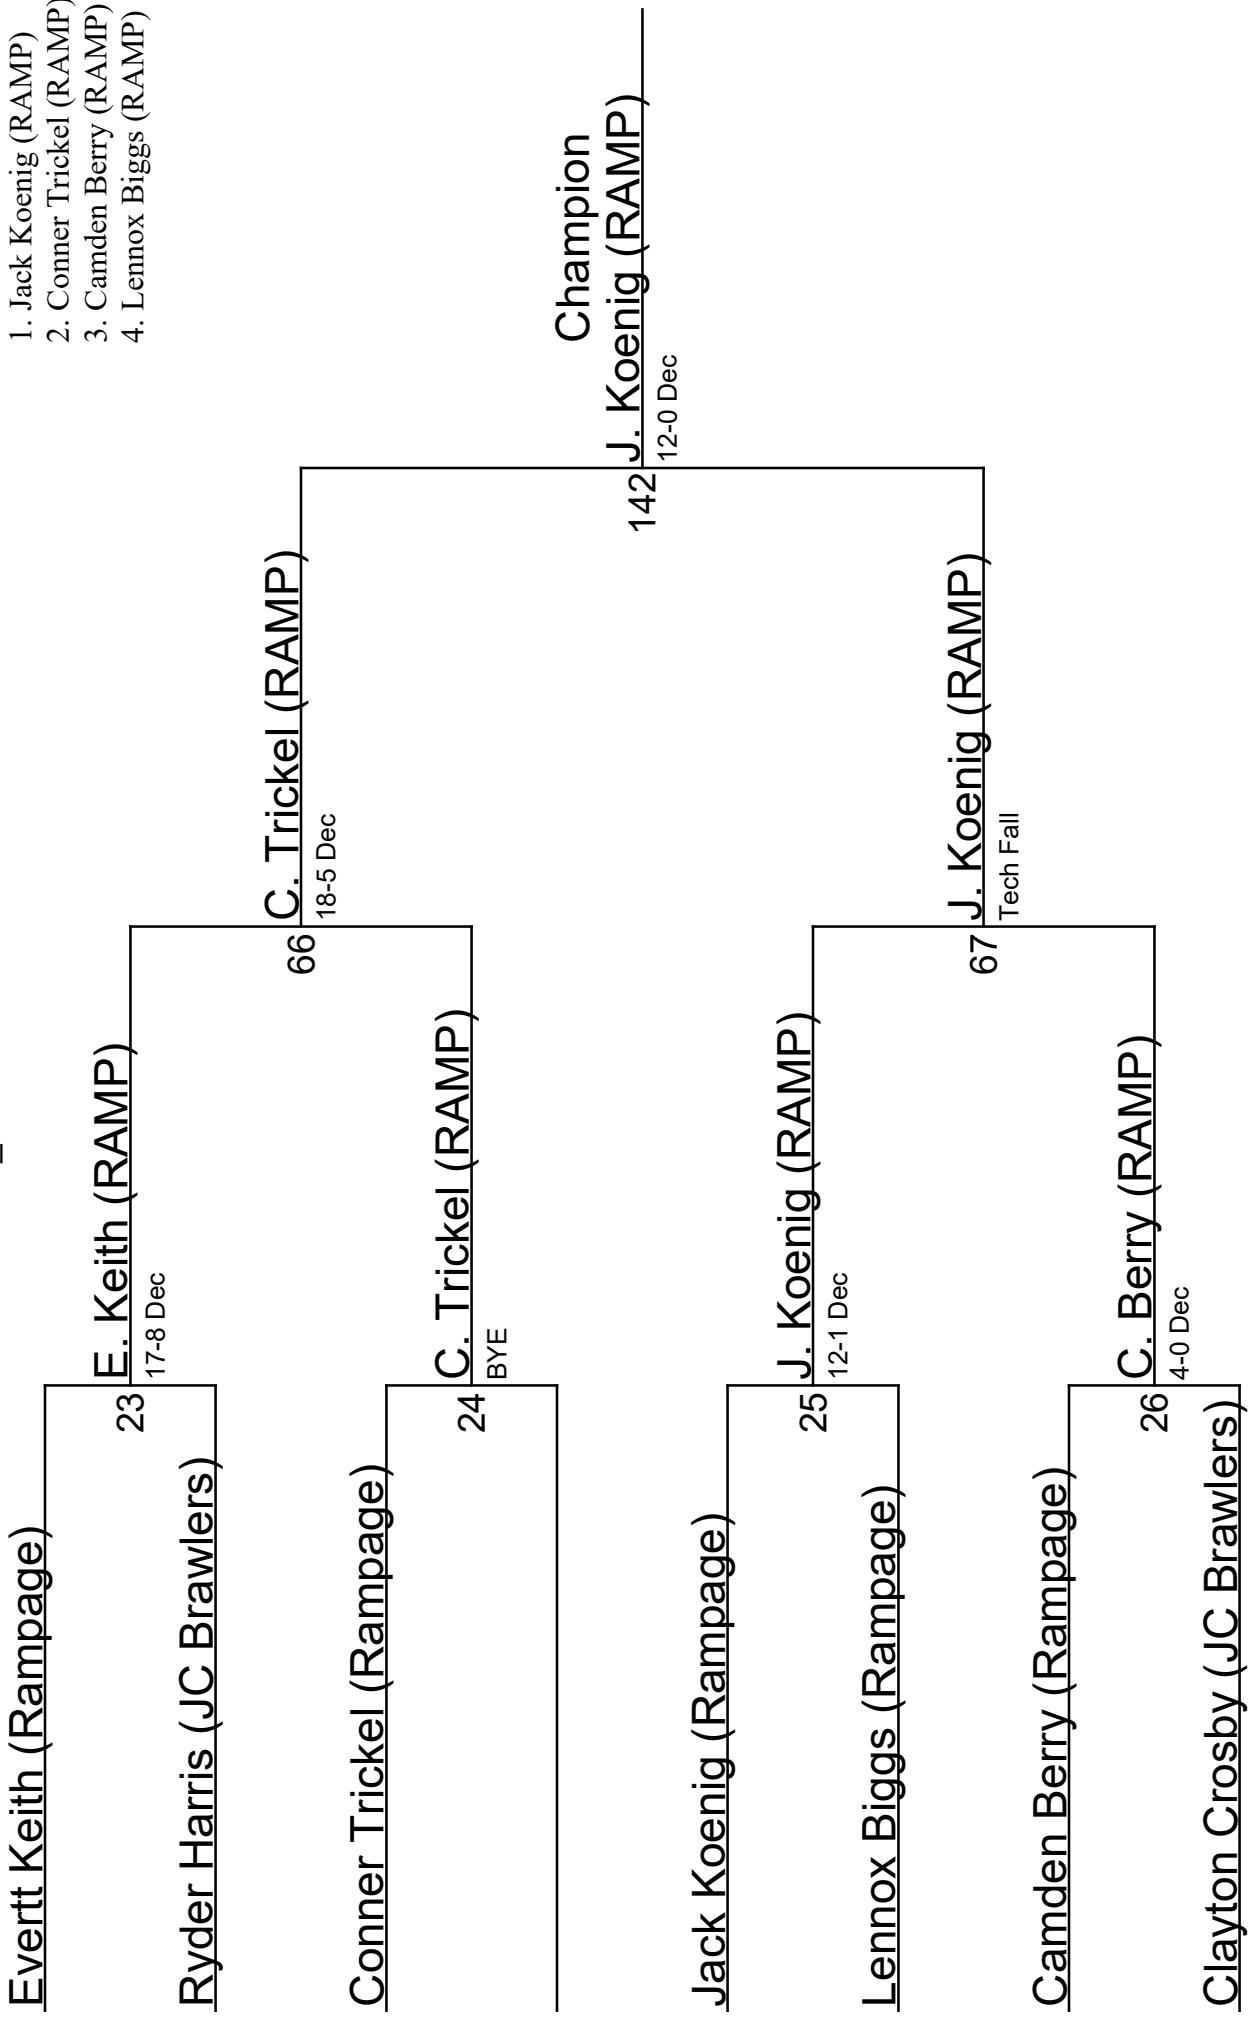 1. Jack Koenig (RAMP)
2. Conner Trickel (RAMP)
3. Camden Berry (RAMP)
4. Lennox Biggs (RAMP)
Evertt Keith (Rampage)
23
E. Keith (RAMP)
17-8 Dec
Ryder Harris (JC Brawlers)
66
C. Trickel (RAMP)
18-5 Dec
Conner Trickel (Rampage)
24
C. Trickel (RAMP)
BYE
142
Champion
J. Koenig (RAMP)
12-0 Dec
Jack Koenig (Rampage)
25
J. Koenig (RAMP)
12-1 Dec
Lennox Biggs (Rampage)
67
J. Koenig (RAMP)
Tech Fall
Camden Berry (Rampage)
26
C. Berry (RAMP)
4-0 Dec
Clayton Crosby (JC Brawlers)